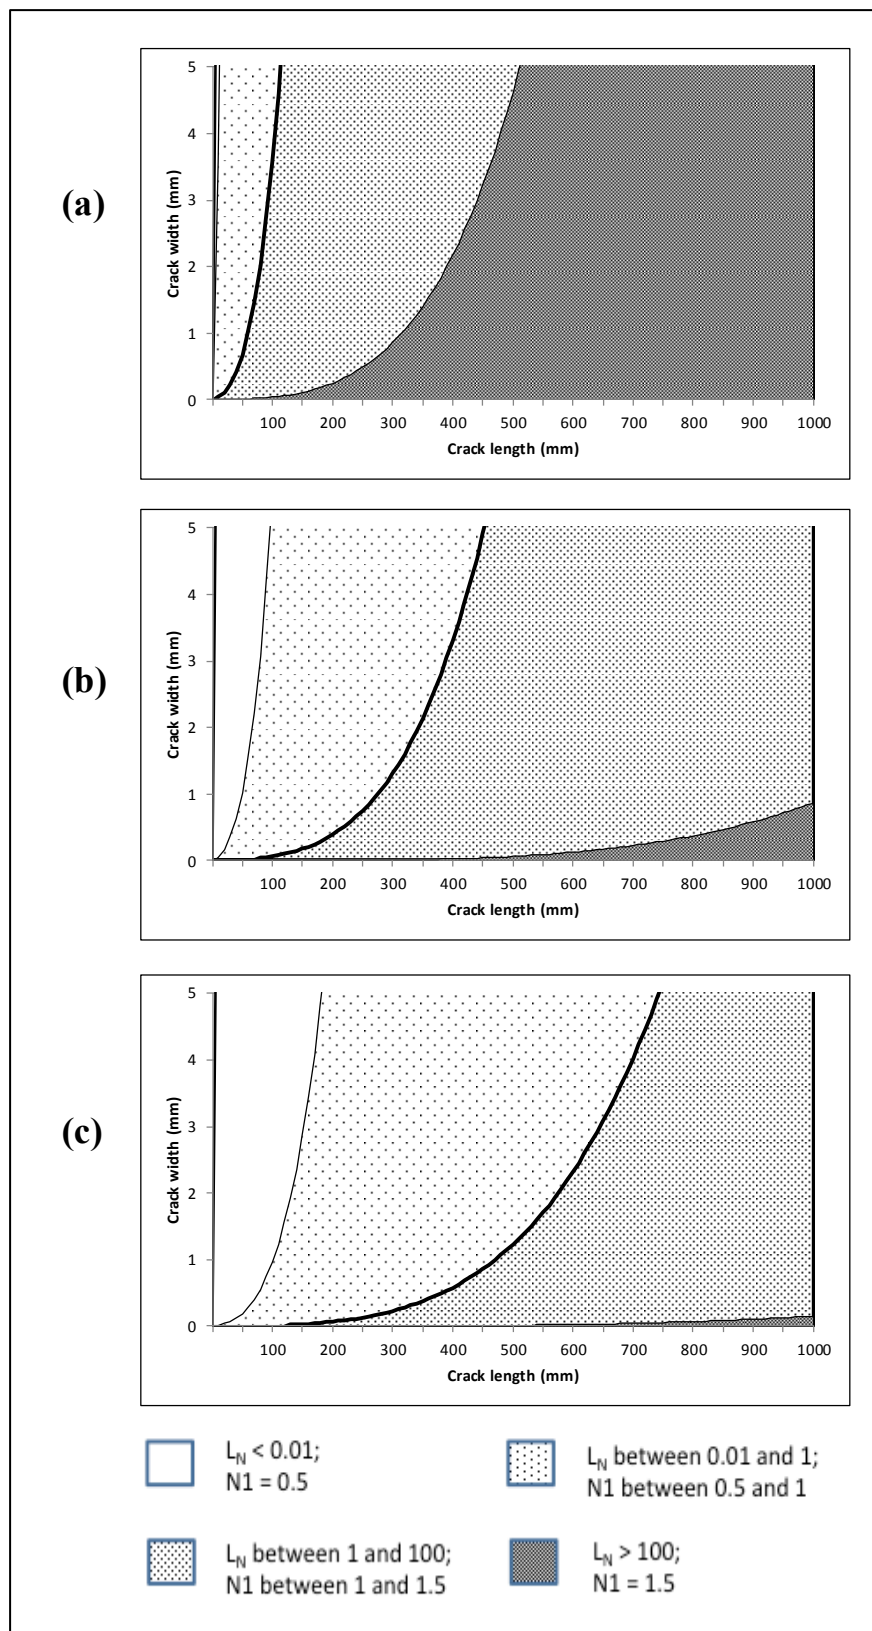 (a)
Crack width (mm)
5
4
3
2
1
0
100 200 300 400 500 600 700 800 900 1000
Crack length (mm)
(b)
Crack width (mm)
5
4
3
2
1
0
100 200 300 400 500 600 700 800 900 1000
Crack length (mm)
(c)
Crack width (mm)
5
4
3
2
1
0
100 200 300 400 500 600 700 800 900 1000
Crack length (mm)
L_N < 0.01;
N1 = 0.5
L_N between 0.01 and 1;
N1 between 0.5 and 1
L_N between 1 and 100;
N1 between 1 and 1.5
L_N > 100;
N1 = 1.5